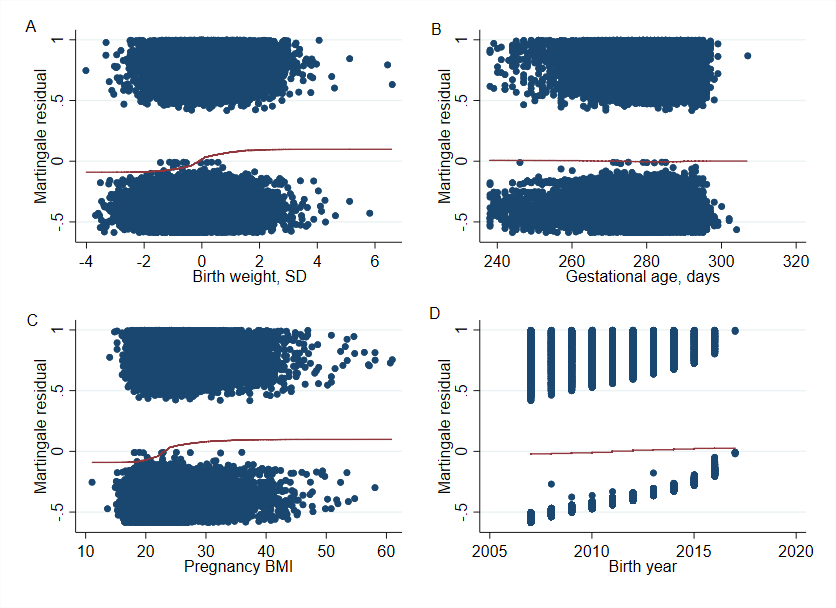 A
Martingale residual
1
.5
0
-.5
-4 -2 0 2 4 6
Birth weight, SD
B
Martingale residual
1
.5
0
-.5
240 260 280 300 320
Gestational age, days
C
Martingale residual
1
.5
0
-.5
10 20 30 40 50 60
Pregnancy BMI
D
Martingale residual
1
.5
0
-.5
2005 2010 2015 2020
Birth year